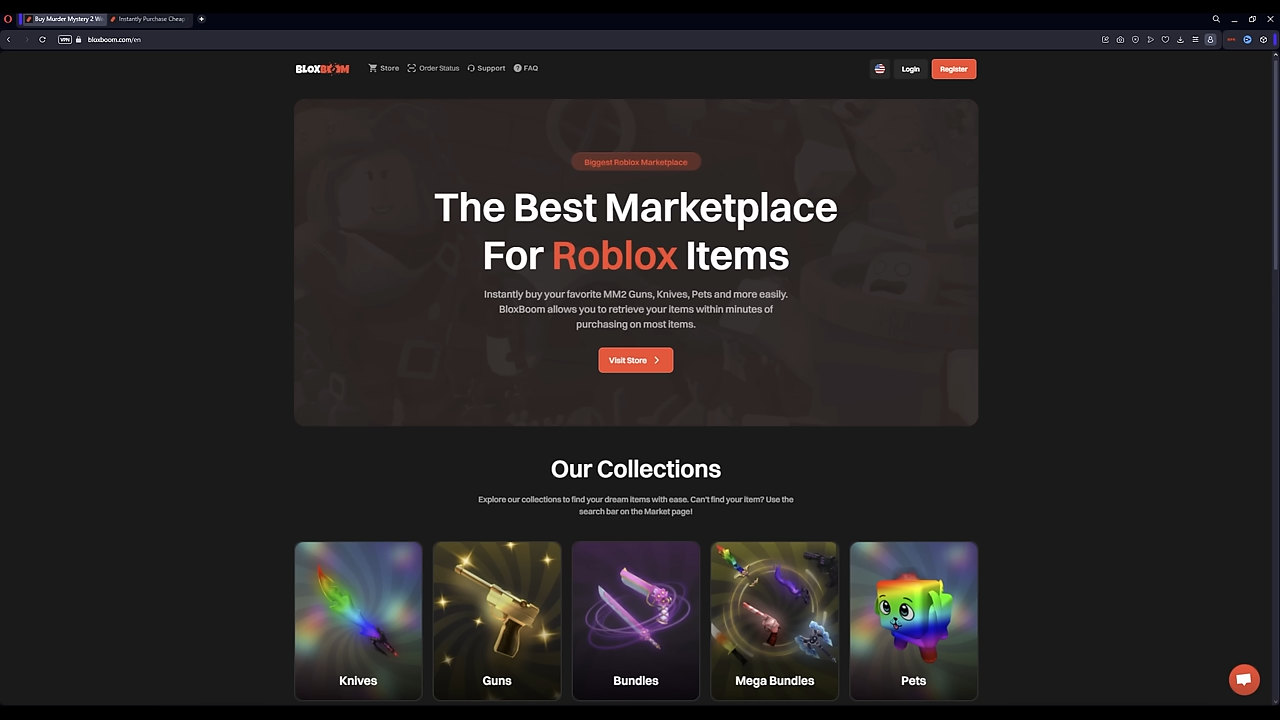 Buy Murder Mystery 2 W
Instantly Purchase Cheap
VPN
bloxboom.com/en
BLOXBOOM
Store
Order Status
Support
FAQ
Login
Register
Biggest Roblox Marketplace
The Best Marketplace
For Roblox Items
Instantly buy your favorite MM2 Guns, Knives, Pets and more easily.
BloxBoom allows you to retrieve your items within minutes of
purchasing on most items.
Visit Store
Our Collections
Explore our collections to find your dream items with ease. Can't find your item? Use the
search bar on the Market page!
Knives
Guns
Bundles
Mega Bundles
Pets